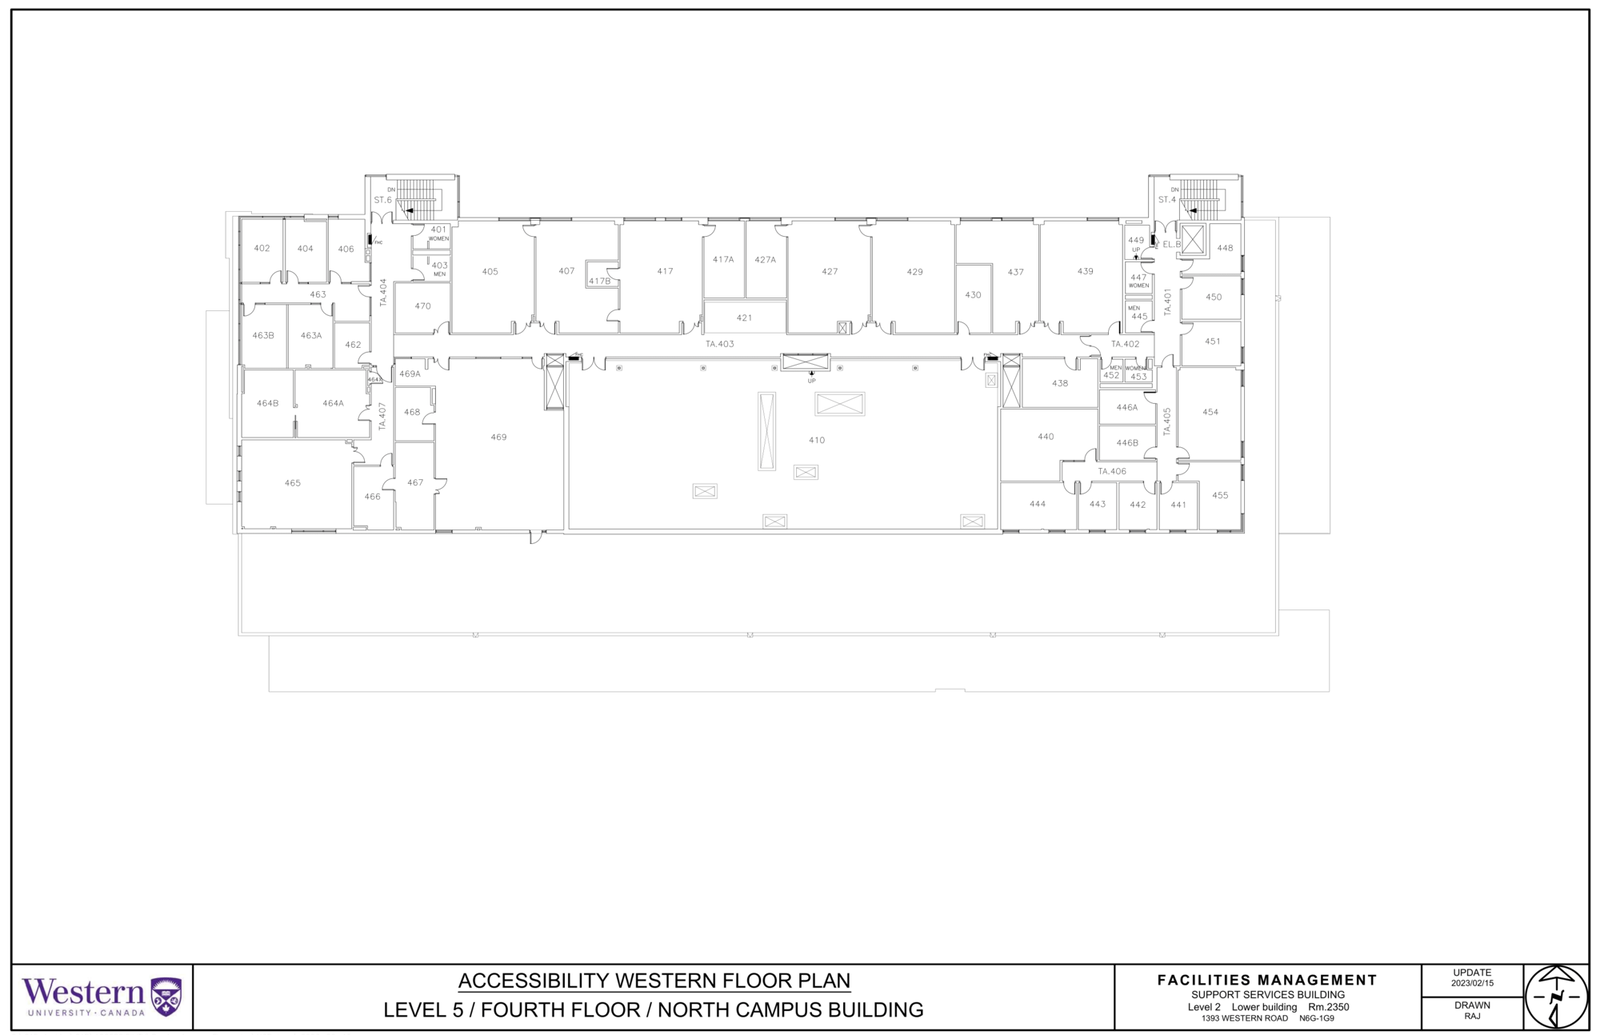 DN
ST.6
DN
ST.4
401
WOMEN
449
UP
EL.B
448
402
404
406
FHC
405
407
417
417A
427A
427
429
437
439
403
MEN
417B
447
WOMEN
463
TA.404
470
430
TA.401
450
MEN
445
421
463B
463A
462
TA.403
TA.402
451
464B
464A
469A
UP
438
MEN
452
WOMEN
453
468
TA.407
446A
TA.405
454
469
410
440
446B
465
466
467
TA.406
444
443
442
441
455
Western
UNIVERSITY · CANADA
ACCESSIBILITY WESTERN FLOOR PLAN
LEVEL 5 / FOURTH FLOOR / NORTH CAMPUS BUILDING
FACILITIES MANAGEMENT
SUPPORT SERVICES BUILDING
Level 2 Lower building Rm.2350
1393 WESTERN ROAD N6G-1G9
UPDATE
2023/02/15
DRAWN
RAJ
N